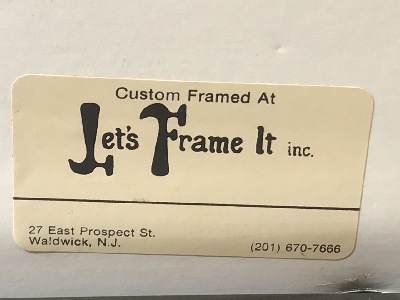 Custom Framed At
Let's Frame It inc.
27 East Prospect St.
Waldwick, N.J.
(201) 670-7666